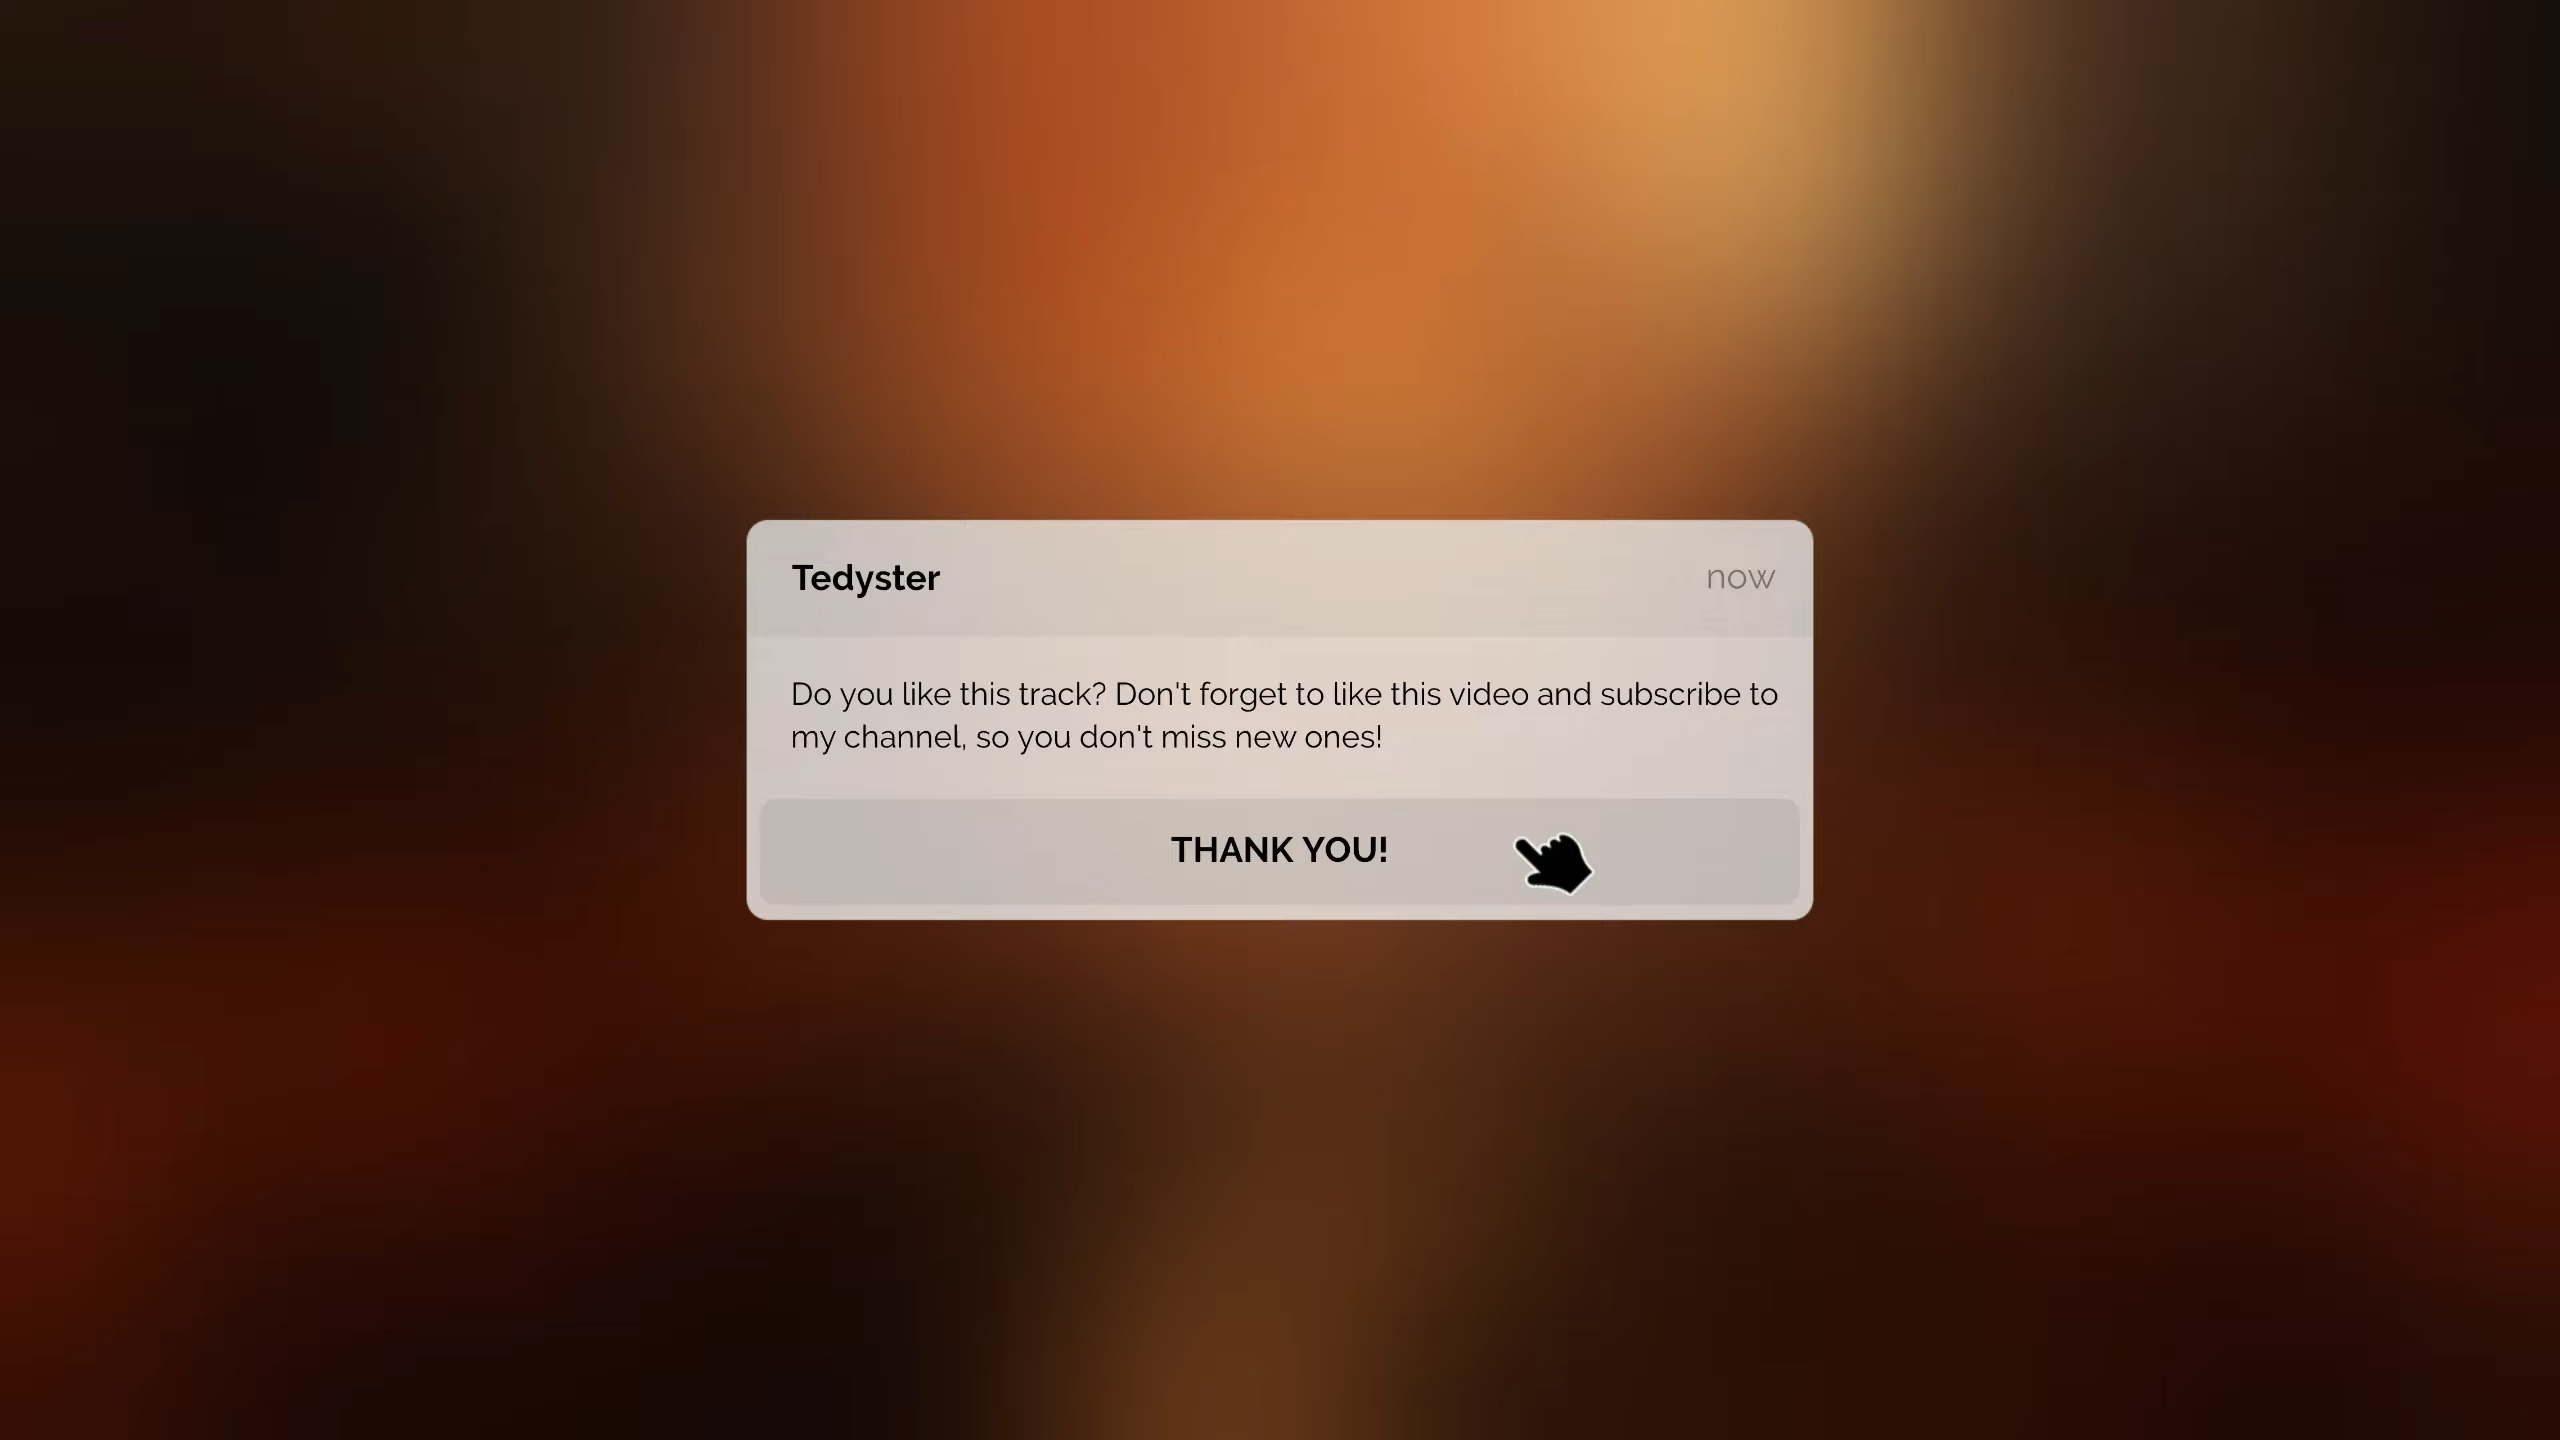 Tedyster
now
Do you like this track? Don't forget to like this video and subscribe to
my channel, so you don't miss new ones!
THANK YOU!